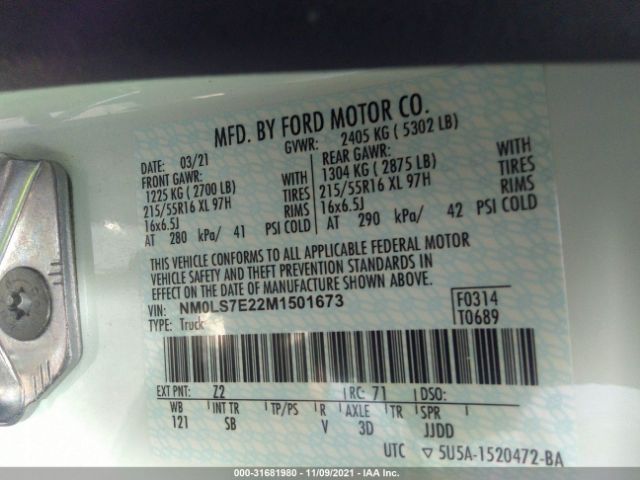 MFD. BY FORD MOTOR CO.
DATE: 03/21 GVWR: 2405 KG ( 5302 LB)
FRONT GAWR: REAR GAWR:
1225 KG ( 2700 LB) WITH 1304 KG ( 2875 LB) WITH
215/55R16 XL 97H TIRES 215/55R16 XL 97H TIRES
16x6.5J RIMS 16x6.5J RIMS
AT 280 kPa/ 41 PSI COLD AT 290 kPa/ 42 PSI COLD
THIS VEHICLE CONFORMS TO ALL APPLICABLE FEDERAL MOTOR
VEHICLE SAFETY AND THEFT PREVENTION STANDARDS IN
EFFECT ON THE DATE OF MANUFACTURE SHOWN ABOVE.
VIN: NM0LS7E22M1501673 F0314
TYPE: Truck T0689
EXT PNT: Z2 RC: 71 DSO:
WB INT TR TP/PS R AXLE TR SPR
121 SB V 3D JJDD
UTC ▽ 5U5A-1520472-BA
000-31681980 - 11/09/2021 - IAA Inc.